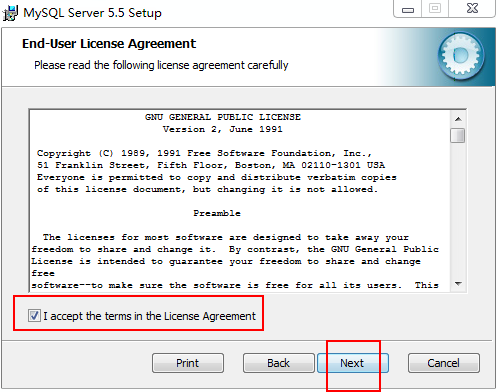 MySQL Server 5.5 Setup
End-User License Agreement
Please read the following license agreement carefully
GNU GENERAL PUBLIC LICENSE
Version 2, June 1991
Copyright (C) 1989, 1991 Free Software Foundation, Inc.,
51 Franklin Street, Fifth Floor, Boston, MA 02110-1301 USA
Everyone is permitted to copy and distribute verbatim copies
of this license document, but changing it is not allowed.
Preamble
The licenses for most software are designed to take away your
freedom to share and change it.  By contrast, the GNU General Public
License is intended to guarantee your freedom to share and change
free
software--to make sure the software is free for all its users.  This
I accept the terms in the License Agreement
Print Back Next Cancel